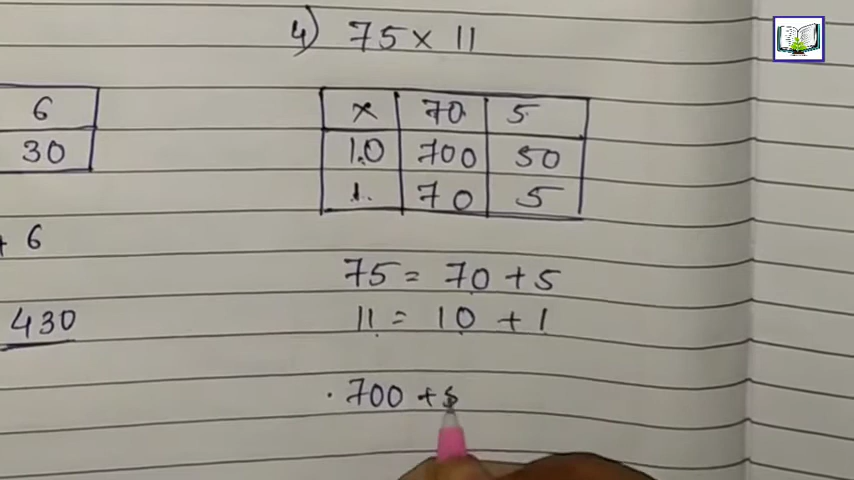 4) 75 × 11
6
30
× 70 5
10 700 50
1 70 5
+ 6
75 = 70 + 5
11 = 10 + 1
430
700 + 5